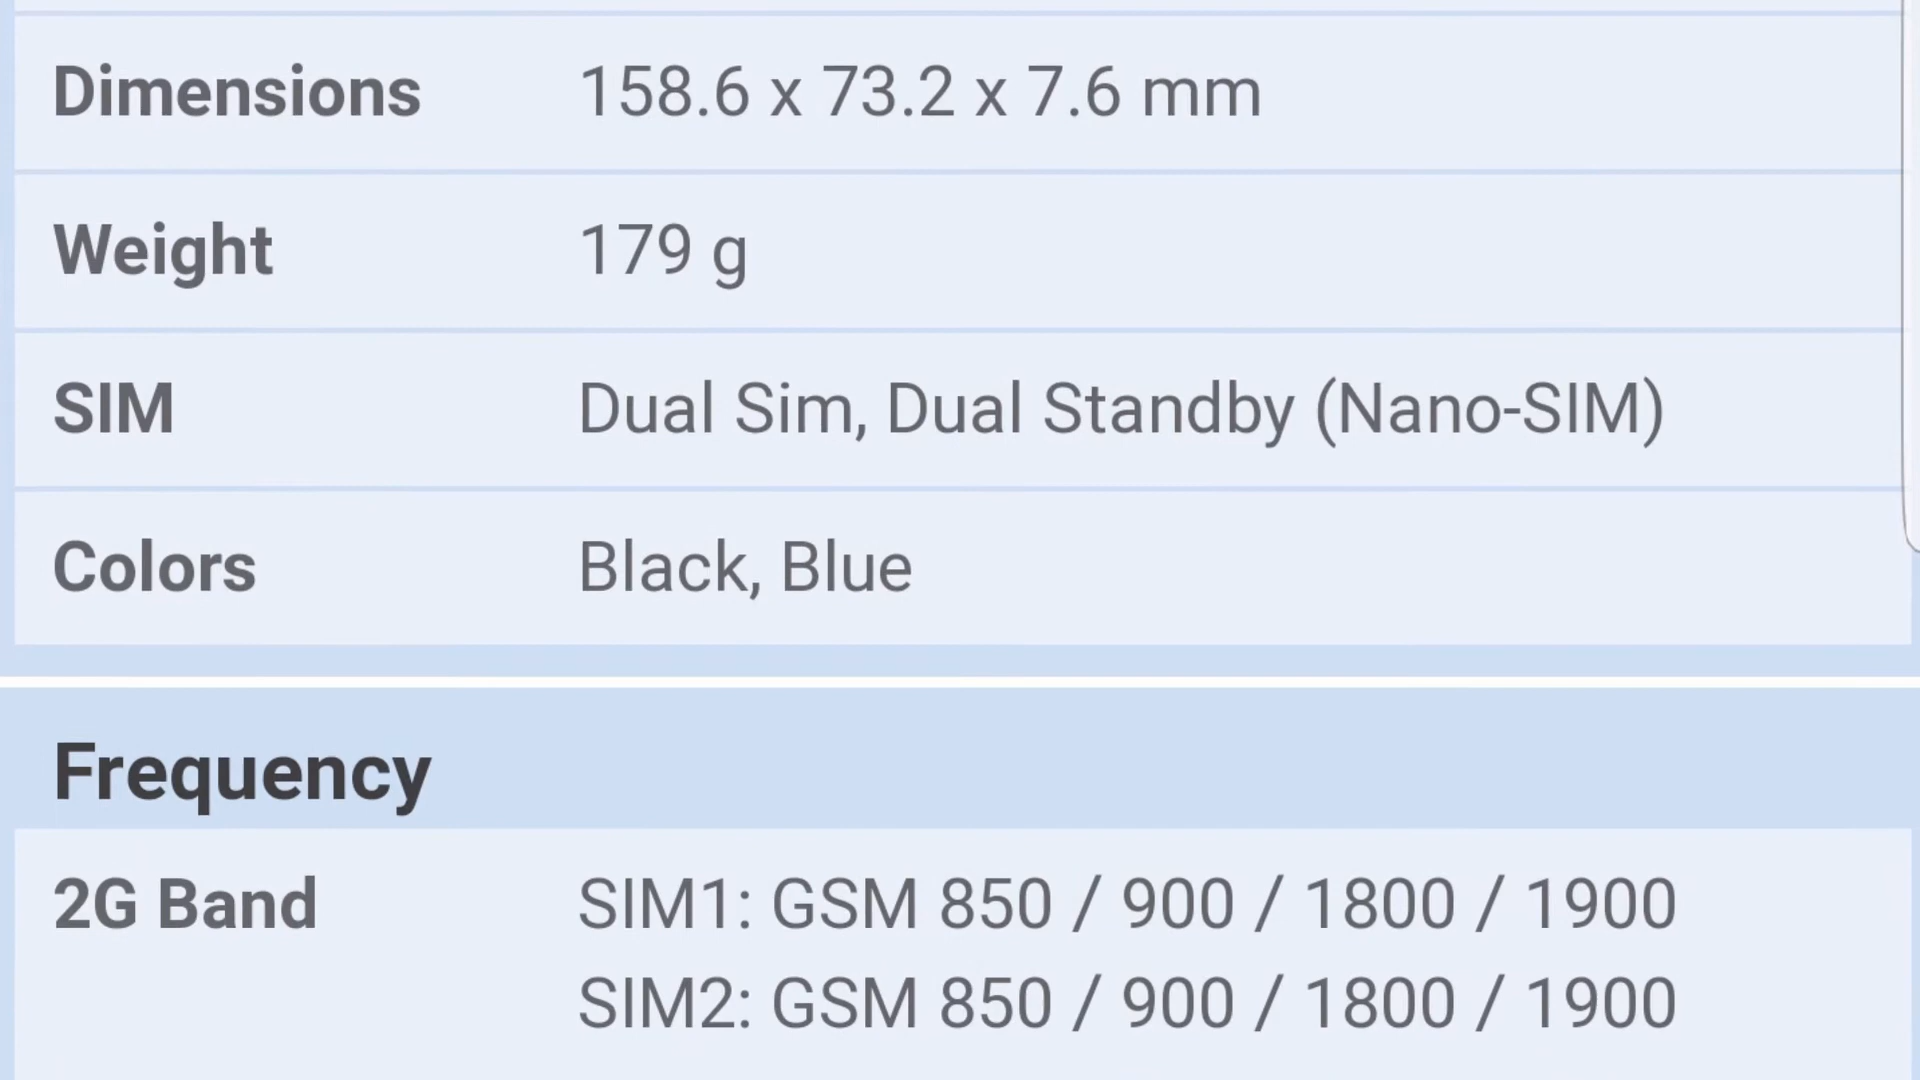 Dimensions 158.6 x 73.2 x 7.6 mm
Weight 179 g
SIM Dual Sim, Dual Standby (Nano-SIM)
Colors Black, Blue
Frequency
2G Band SIM1: GSM 850 / 900 / 1800 / 1900
SIM2: GSM 850 / 900 / 1800 / 1900